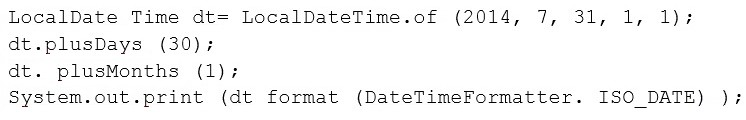 LocalDate Time dt= LocalDateTime.of (2014, 7, 31, 1, 1);
dt.plusDays (30);
dt. plusMonths (1);
System.out.print (dt format (DateTimeFormatter. ISO_DATE) );